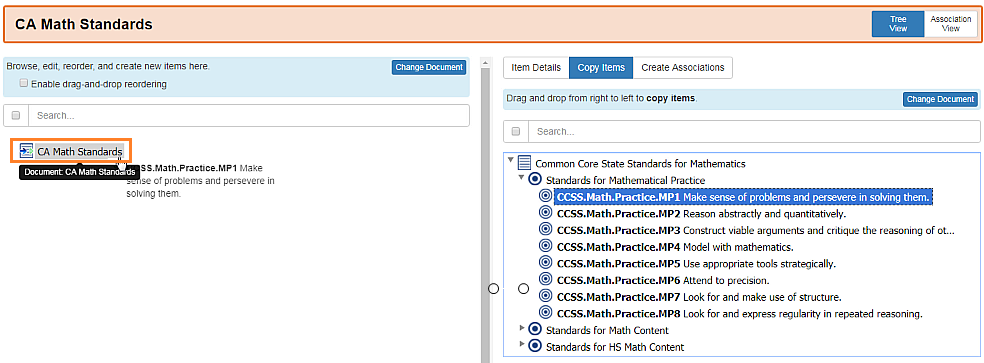 CA Math Standards
Tree
View
Association
View
Browse, edit, reorder, and create new items here.
Change Document
Enable drag-and-drop reordering
Search...
CA Math Standards
Document: CA Math Standards
SS.Math.Practice.MP1 Make
sense of problems and persevere in
solving them.
Item Details
Copy Items
Create Associations
Drag and drop from right to left to copy items.
Change Document
Search...
Common Core State Standards for Mathematics
Standards for Mathematical Practice
CCSS.Math.Practice.MP1 Make sense of problems and persevere in solving them.
CCSS.Math.Practice.MP2 Reason abstractly and quantitatively.
CCSS.Math.Practice.MP3 Construct viable arguments and critique the reasoning of ot...
CCSS.Math.Practice.MP4 Model with mathematics.
CCSS.Math.Practice.MP5 Use appropriate tools strategically.
CCSS.Math.Practice.MP6 Attend to precision.
CCSS.Math.Practice.MP7 Look for and make use of structure.
CCSS.Math.Practice.MP8 Look for and express regularity in repeated reasoning.
Standards for Math Content
Standards for HS Math Content